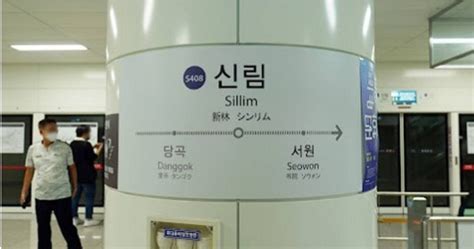 S408
신림
Sillim
新林 シンリム
당곡
Danggok
서원
Seowon